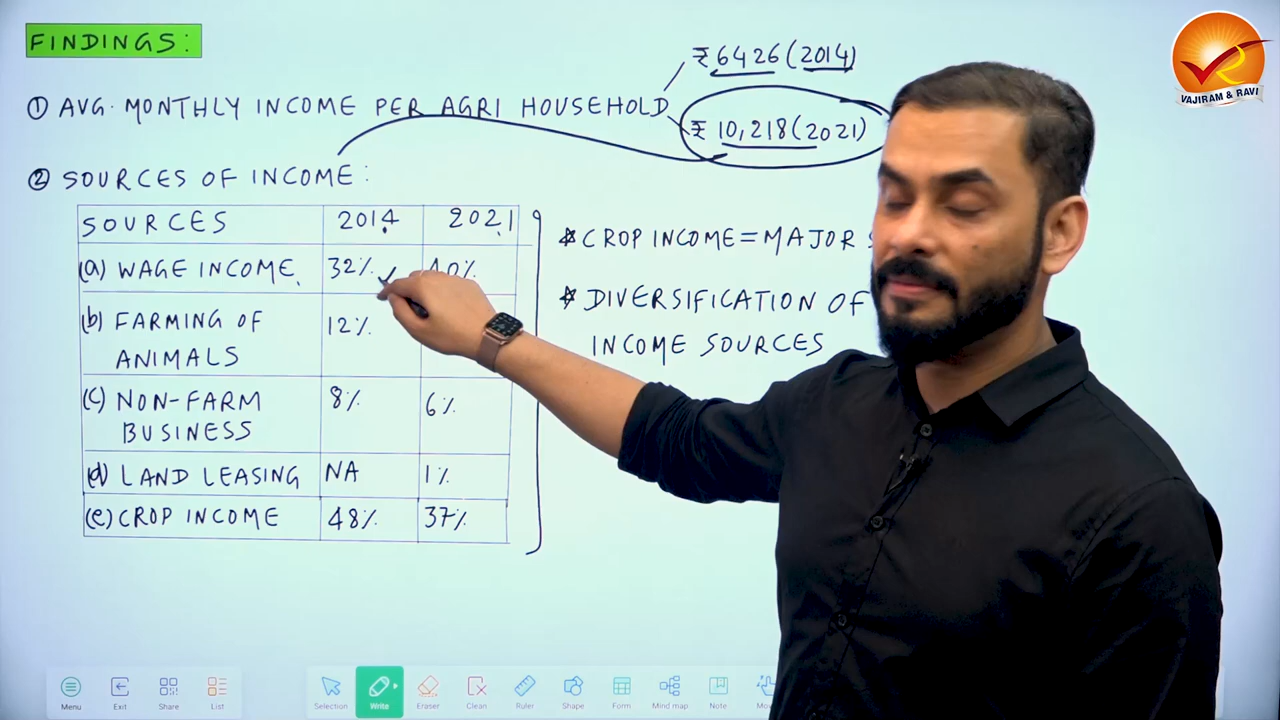 FINDINGS:
₹6426 (2014)
① AVG. MONTHLY INCOME PER AGRI HOUSEHOLD
₹ 10,218 (2021)
② SOURCES OF INCOME:
SOURCES 2014 2021
(a) WAGE INCOME 32% 40%
(b) FARMING OF ANIMALS 12%
(c) NON-FARM BUSINESS 8% 6%
(d) LAND LEASING NA 1%
(e) CROP INCOME 48% 37%
* CROP INCOME = MAJOR
* DIVERSIFICATION OF
INCOME SOURCES
VAJIRAM & RAVI
Menu Exit Share List Selection Write Eraser Clean Ruler Shape Form Mind map Note